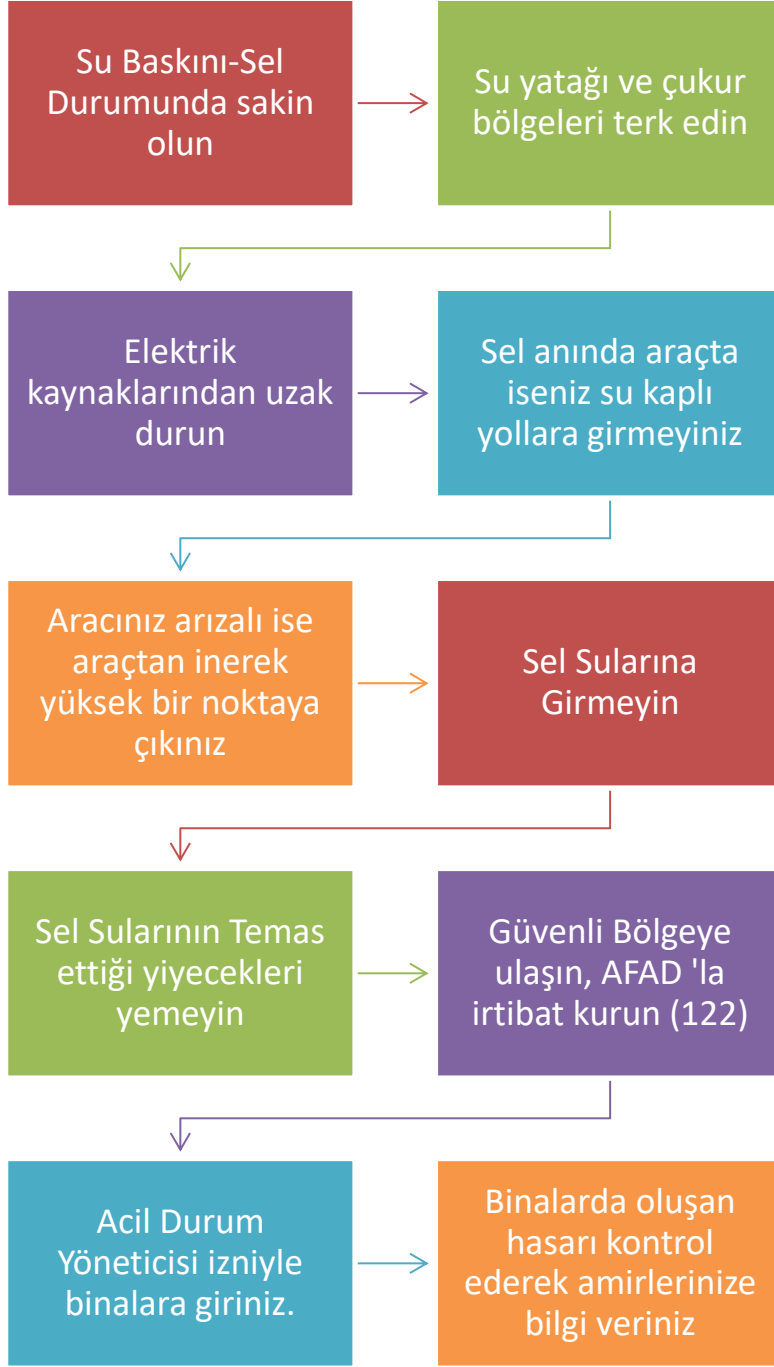 Su Baskını-Sel
Durumunda sakin
olun
Su yatağı ve çukur
bölgeleri terk edin
Elektrik
kaynaklarından uzak
durun
Sel anında araçta
iseniz su kaplı
yollara girmeyiniz
Aracınız arızalı ise
araçtan inerek
yüksek bir noktaya
çıkınız
Sel Sularına
Girmeyin
Sel Sularının Temas
ettiği yiyecekleri
yemeyin
Güvenli Bölgeye
ulaşın, AFAD 'la
irtibat kurun (122)
Acil Durum
Yöneticisi izniyle
binalara giriniz.
Binalarda oluşan
hasarı kontrol
ederek amirlerinize
bilgi veriniz